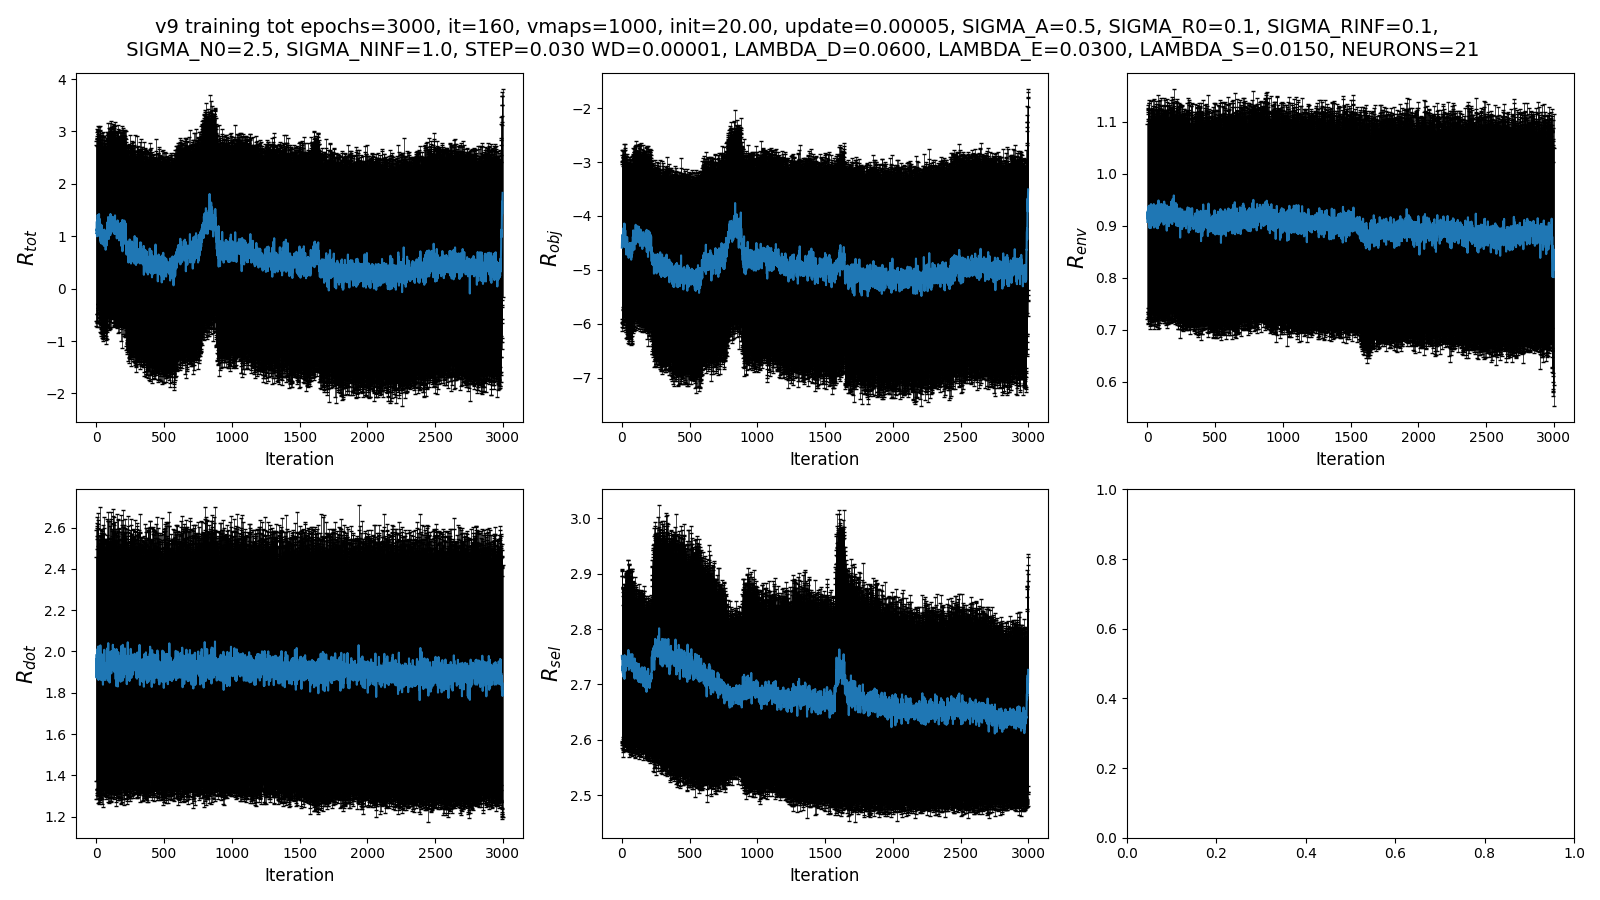 v9 training tot epochs=3000, it=160, vmaps=1000, init=20.00, update=0.00005, SIGMA_A=0.5, SIGMA_R0=0.1, SIGMA_RINF=0.1,
SIGMA_N0=2.5, SIGMA_NINF=1.0, STEP=0.030 WD=0.00001, LAMBDA_D=0.0600, LAMBDA_E=0.0300, LAMBDA_S=0.0150, NEURONS=21
4
3
2
1
0
−1
−2
R_tot
0 500 1000 1500 2000 2500 3000
Iteration
−2
−3
−4
−5
−6
−7
R_obj
0 500 1000 1500 2000 2500 3000
Iteration
1.1
1.0
0.9
0.8
0.7
0.6
R_env
0 500 1000 1500 2000 2500 3000
Iteration
2.6
2.4
2.2
2.0
1.8
1.6
1.4
1.2
R_dot
0 500 1000 1500 2000 2500 3000
Iteration
3.0
2.9
2.8
2.7
2.6
2.5
R_sel
0 500 1000 1500 2000 2500 3000
Iteration
1.0
0.8
0.6
0.4
0.2
0.0
0.0 0.2 0.4 0.6 0.8 1.0